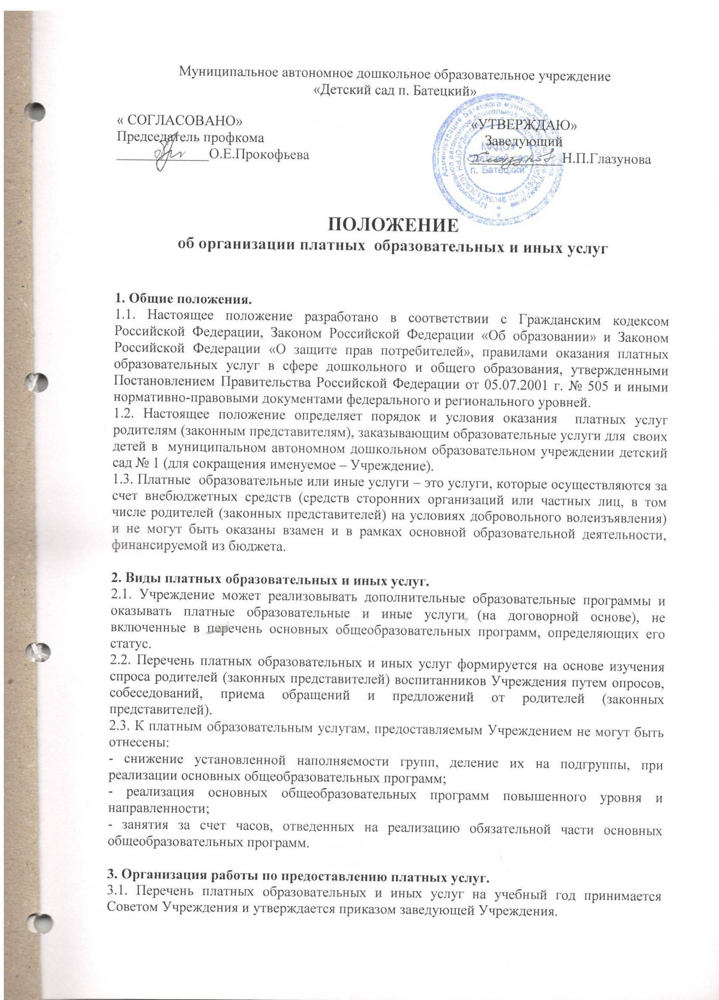 Муниципальное автономное дошкольное образовательное учреждение
«Детский сад п. Батецкий»
« СОГЛАСОВАНО»
Председатель профкома
О.Е.Прокофьева
«УТВЕРЖДАЮ»
Заведующий
Н.П.Глазунова
МАДОУ
"Детский сад
п. Батецкий"
ПОЛОЖЕНИЕ
об организации платных образовательных и иных услуг
1. Общие положения.
1.1. Настоящее положение разработано в соответствии с Гражданским кодексом
Российской Федерации, Законом Российской Федерации «Об образовании» и Законом
Российской Федерации «О защите прав потребителей», правилами оказания платных
образовательных услуг в сфере дошкольного и общего образования, утвержденными
Постановлением Правительства Российской Федерации от 05.07.2001 г. № 505 и иными
нормативно-правовыми документами федерального и регионального уровней.
1.2. Настоящее положение определяет порядок и условия оказания платных услуг
родителям (законным представителям), заказывающим образовательные услуги для своих
детей в муниципальном автономном дошкольном образовательном учреждении детский
сад № 1 (для сокращения именуемое – Учреждение).
1.3. Платные образовательные или иные услуги – это услуги, которые осуществляются за
счет внебюджетных средств (средств сторонних организаций или частных лиц, в том
числе родителей (законных представителей) на условиях добровольного волеизъявления)
и не могут быть оказаны взамен и в рамках основной образовательной деятельности,
финансируемой из бюджета.
2. Виды платных образовательных и иных услуг.
2.1. Учреждение может реализовывать дополнительные образовательные программы и
оказывать платные образовательные и иные услуги (на договорной основе), не
включенные в перечень основных общеобразовательных программ, определяющих его
статус.
2.2. Перечень платных образовательных и иных услуг формируется на основе изучения
спроса родителей (законных представителей) воспитанников Учреждения путем опросов,
собеседований, приема обращений и предложений от родителей (законных
представителей).
2.3. К платным образовательным услугам, предоставляемым Учреждением не могут быть
отнесены:
- снижение установленной наполняемости групп, деление их на подгруппы, при
реализации основных общеобразовательных программ;
- реализация основных общеобразовательных программ повышенного уровня и
направленности;
- занятия за счет часов, отведенных на реализацию обязательной части основных
общеобразовательных программ.
3. Организация работы по предоставлению платных услуг.
3.1. Перечень платных образовательных и иных услуг на учебный год принимается
Советом Учреждения и утверждается приказом заведующей Учреждения.